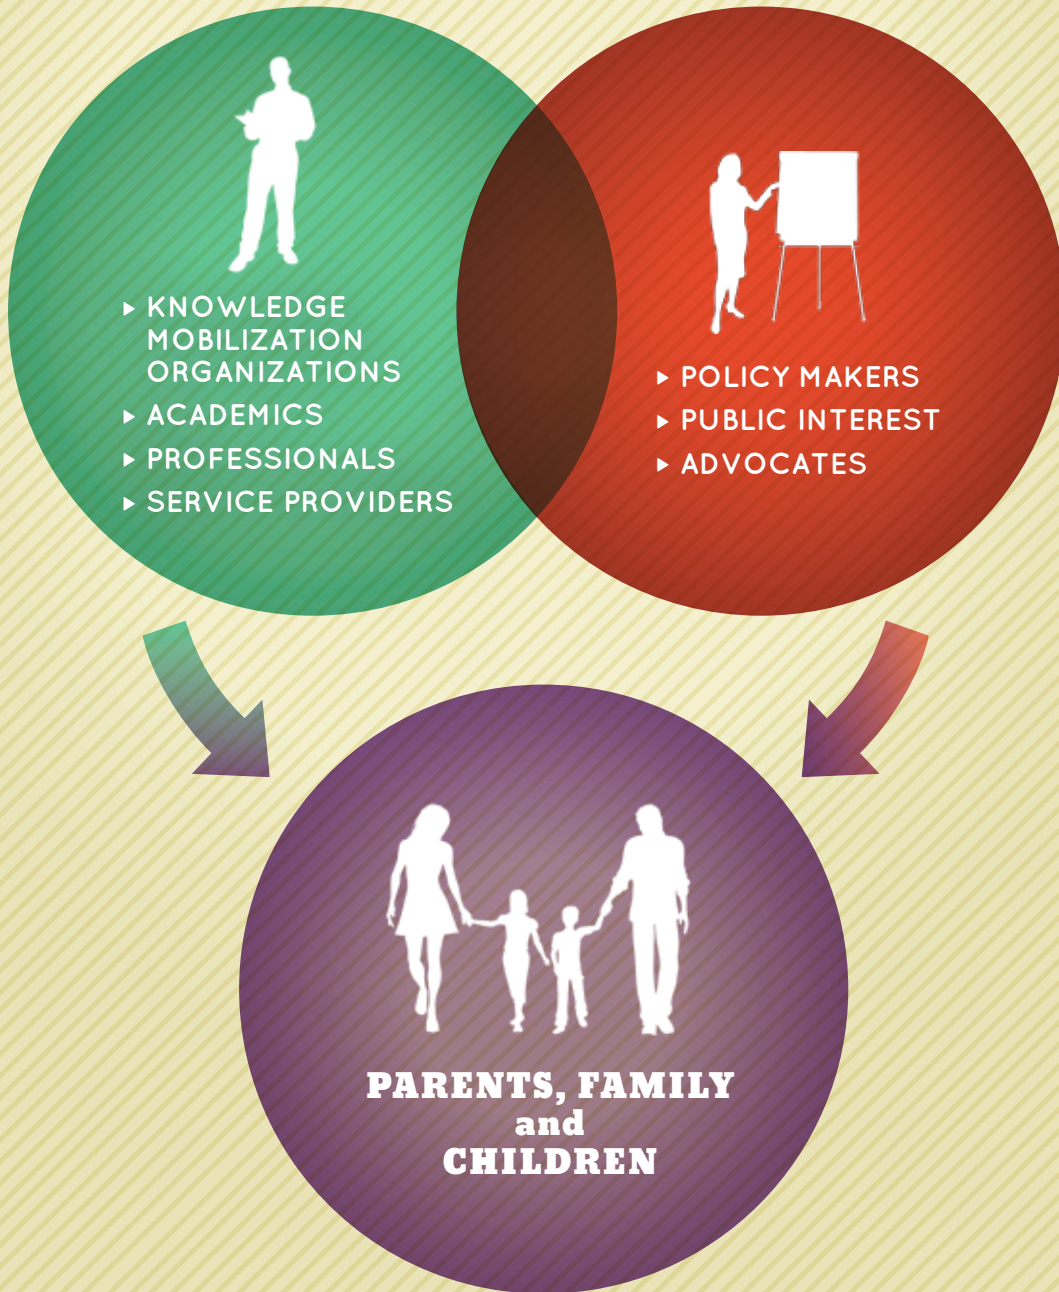 ▸ KNOWLEDGE
MOBILIZATION
ORGANIZATIONS
▸ ACADEMICS
▸ PROFESSIONALS
▸ SERVICE PROVIDERS
▸ POLICY MAKERS
▸ PUBLIC INTEREST
▸ ADVOCATES
PARENTS, FAMILY
and
CHILDREN